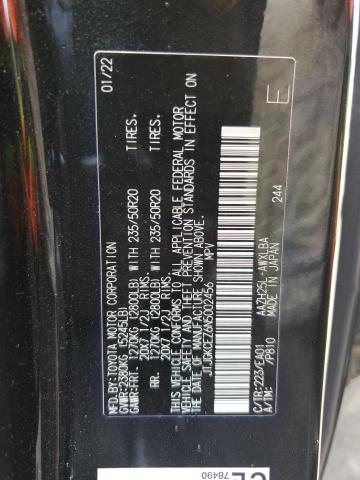 MFD.BY:TOYOTA MOTOR CORPORATION 01/22
GVWR:2380KG (5245LB)
GAWR:FRT. 1270KG (2800LB) WITH 235/50R20 TIRES.
20X7 1/2J RIMS.
RR. 1270KG (2800LB) WITH 235/50R20 TIRES.
20X7 1/2J RIMS.
THIS VEHICLE CONFORMS TO ALL APPLICABLE FEDERAL MOTOR
VEHICLE SAFETY AND THEFT PREVENTION STANDARDS IN EFFECT ON
THE DATE OF MANUFACTURE SHOWN ABOVE.
MPV
E
C/TR:223/EA01 AAZH25L-AWXLBA 244
A/TM: /P810 MADE IN JAPAN
78490